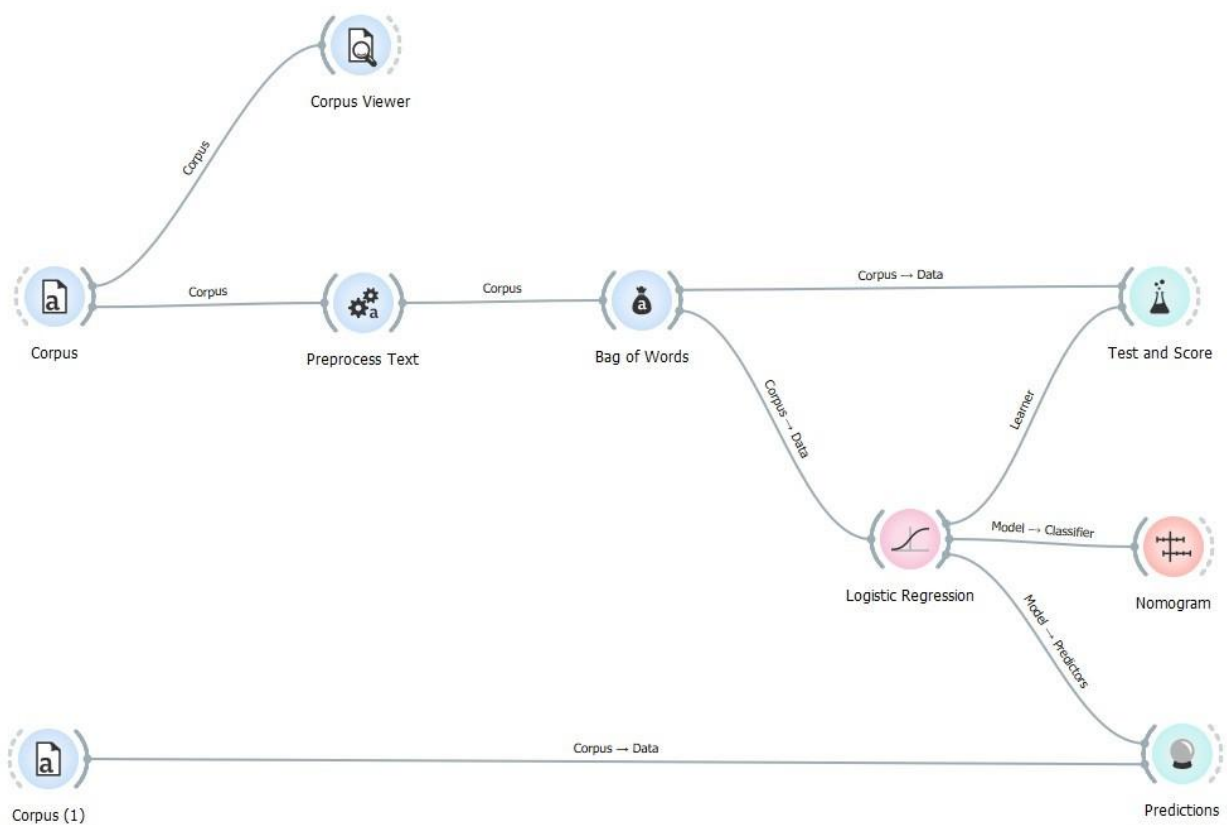 Corpus Viewer
Corpus
Corpus
Corpus
Corpus → Data
Corpus
Preprocess Text
Bag of Words
Test and Score
Corpus → Data
Learner
Model → Classifier
Logistic Regression
Nomogram
Model → Predictors
Corpus → Data
Corpus (1)
Predictions
a
a
a
a